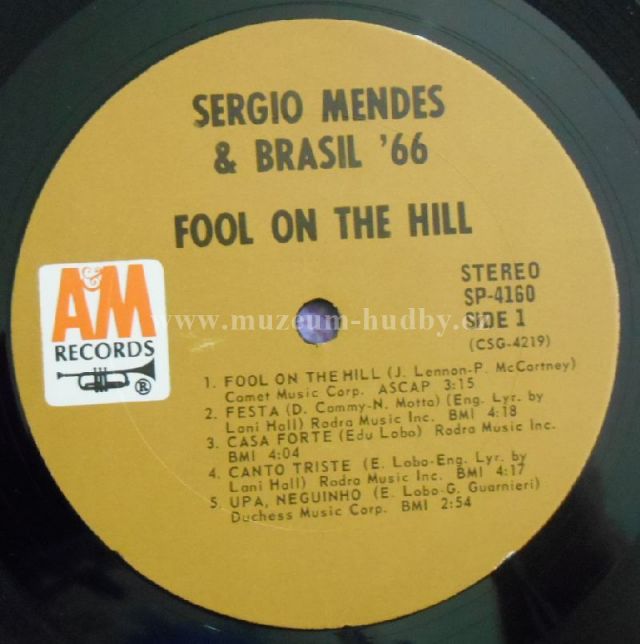 SERGIO MENDES
& BRASIL '66
FOOL ON THE HILL
A&M
RECORDS
®
STEREO
SP-4160
SIDE 1
(CSG-4219)
www.muzeum-hudby.cz
1. FOOL ON THE HILL (J. Lennon-P. McCartney)
Comet Music Corp. ASCAP 3:15
2. FESTA (D. Cammy-N. Motta) (Eng. Lyr. by
Lani Hall) Rodra Music Inc. BMI 4:18
3. CASA FORTE (Edu Lobo) Rodra Music Inc.
BMI 4:04
4. CANTO TRISTE (E. Lobo-Eng. Lyr. by
Lani Hall) Rodra Music Inc. BMI 4:17
5. UPA, NEGUINHO (E. Lobo-G. Guarnieri)
Duchess Music Corp. BMI 2:54